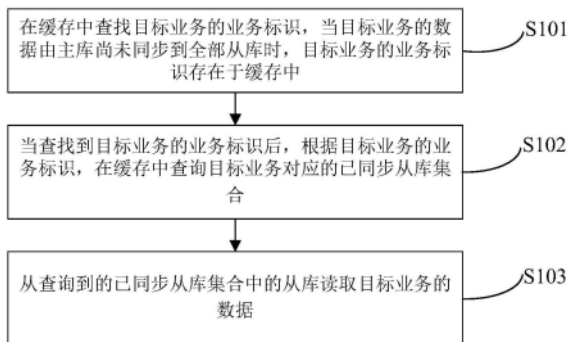 在缓存中查找目标业务的业务标识，当目标业务的数
据由主库尚未同步到全部从库时，目标业务的业务标
识存在于缓存中
S101
当查找到目标业务的业务标识后，根据目标业务的业
务标识，在缓存中查询目标业务对应的已同步从库集
合
S102
从查询到的已同步从库集合中的从库读取目标业务的
数据
S103